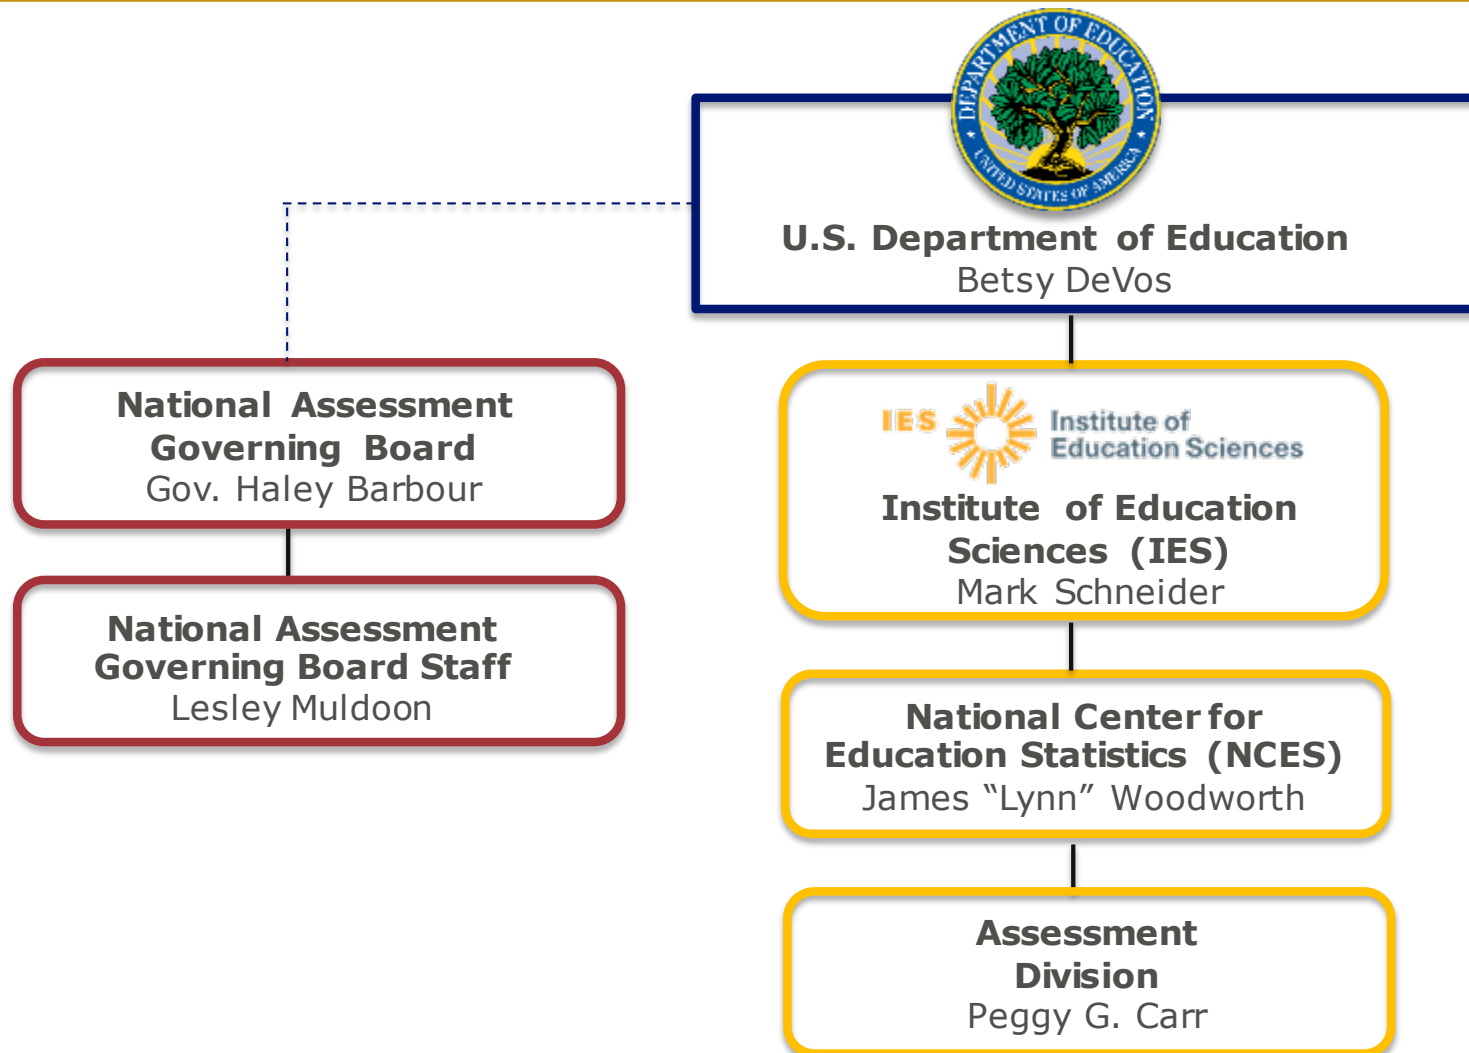 DEPARTMENT OF EDUCATION
UNITED STATES OF AMERICA
U.S. Department of Education
Betsy DeVos
National Assessment
Governing Board
Gov. Haley Barbour
National Assessment
Governing Board Staff
Lesley Muldoon
IES
Institute of
Education Sciences
Institute of Education
Sciences (IES)
Mark Schneider
National Center for
Education Statistics (NCES)
James “Lynn” Woodworth
Assessment
Division
Peggy G. Carr